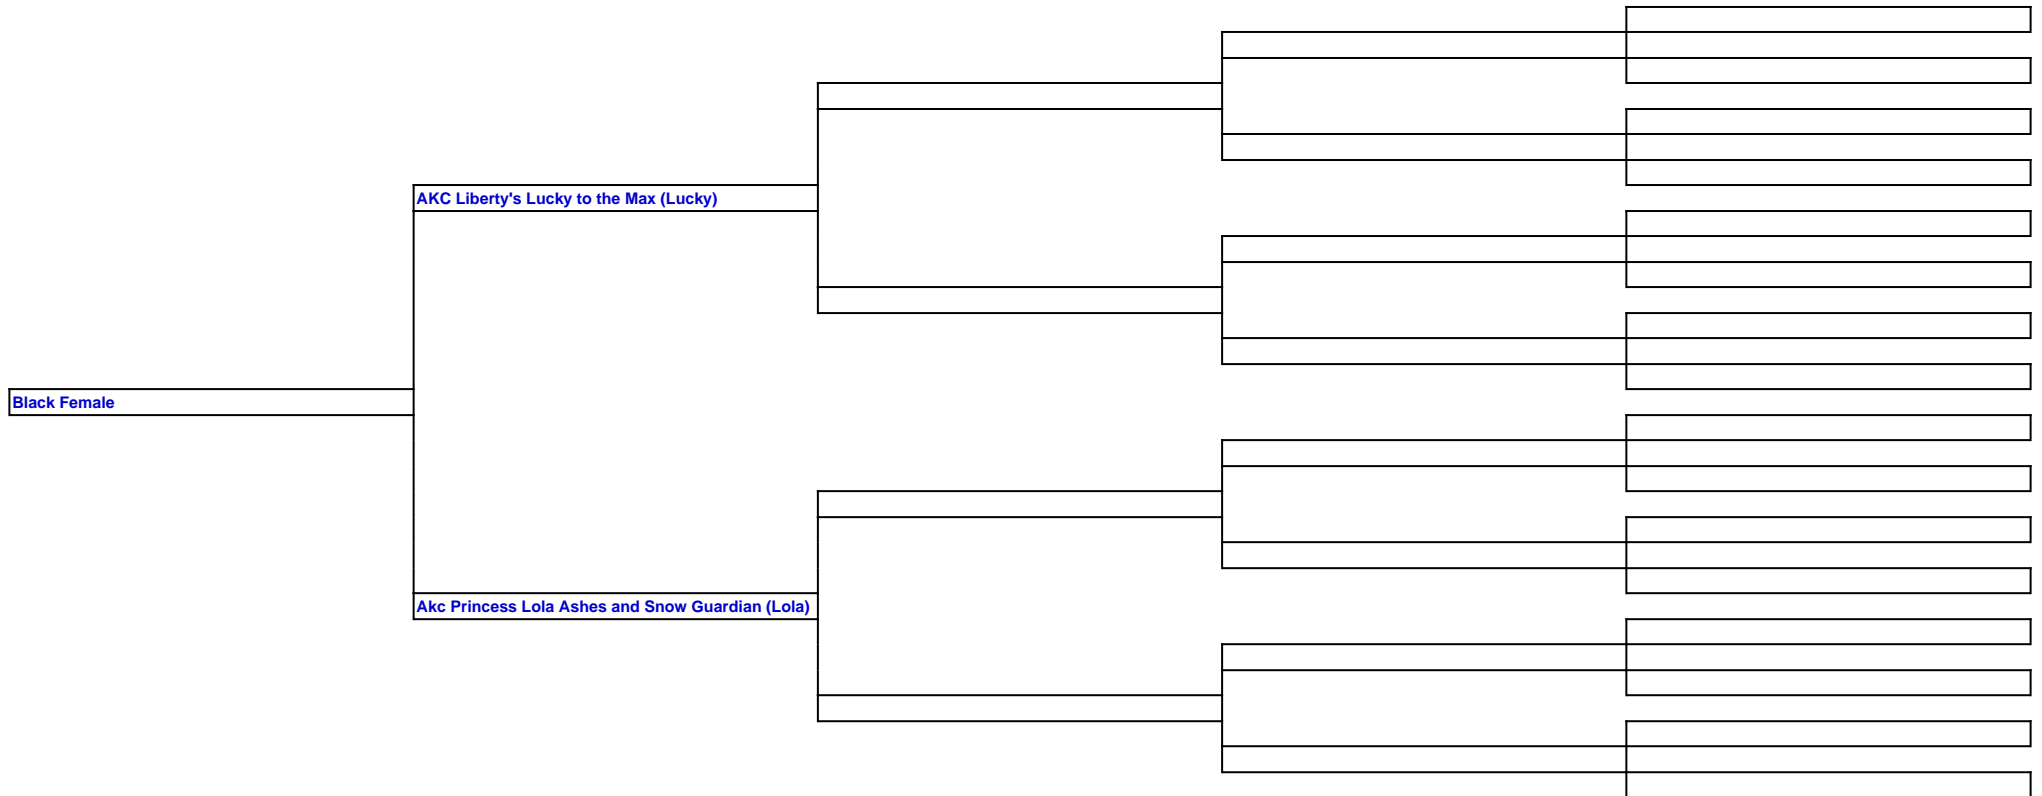 AKC Liberty's Lucky to the Max (Lucky)
Black Female
Akc Princess Lola Ashes and Snow Guardian (Lola)